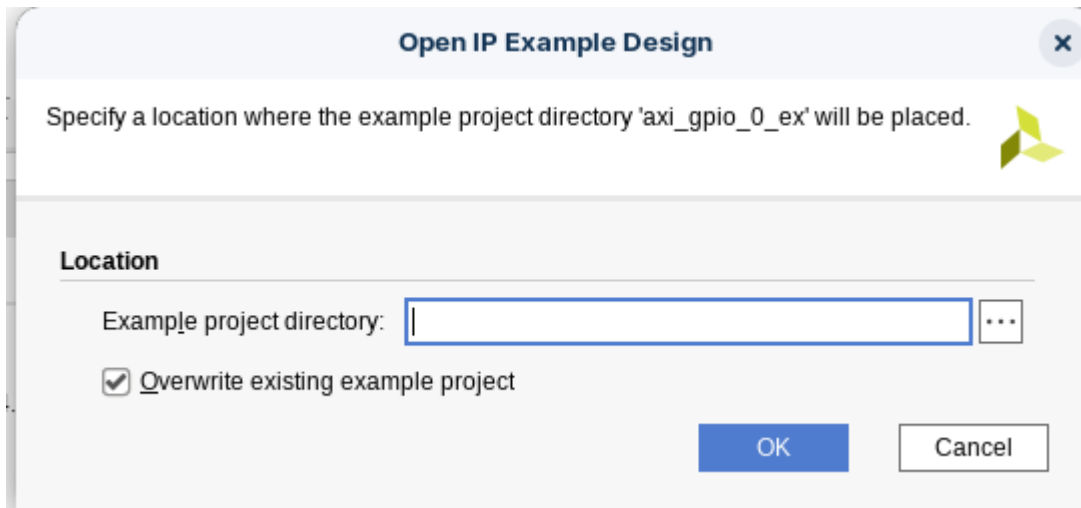 Open IP Example Design
Specify a location where the example project directory 'axi_gpio_0_ex' will be placed.
Location
Example project directory:
...
Overwrite existing example project
OK
Cancel